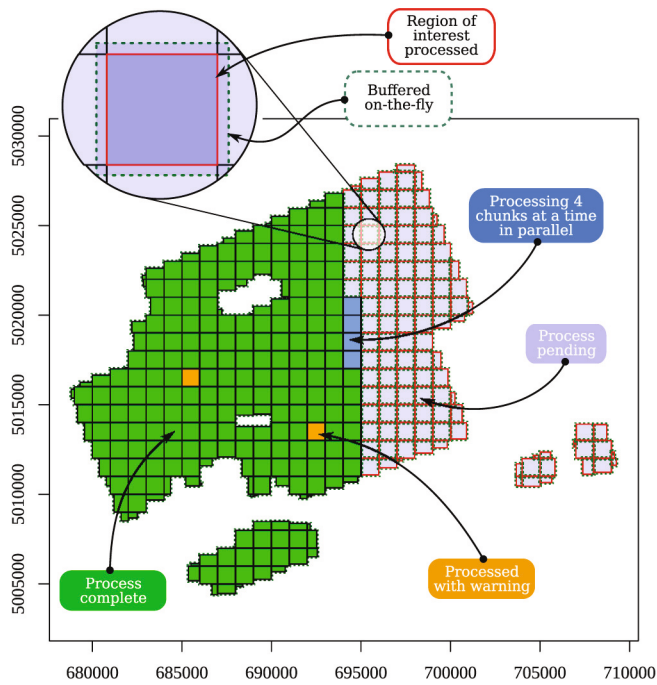 Region of
interest
processed
Buffered
on-the-fly
Processing 4
chunks at a time
in parallel
Process
pending
Process
complete
Processed
with warning
5030000
5025000
5020000
5015000
5010000
5005000
680000 685000 690000 695000 700000 705000 710000